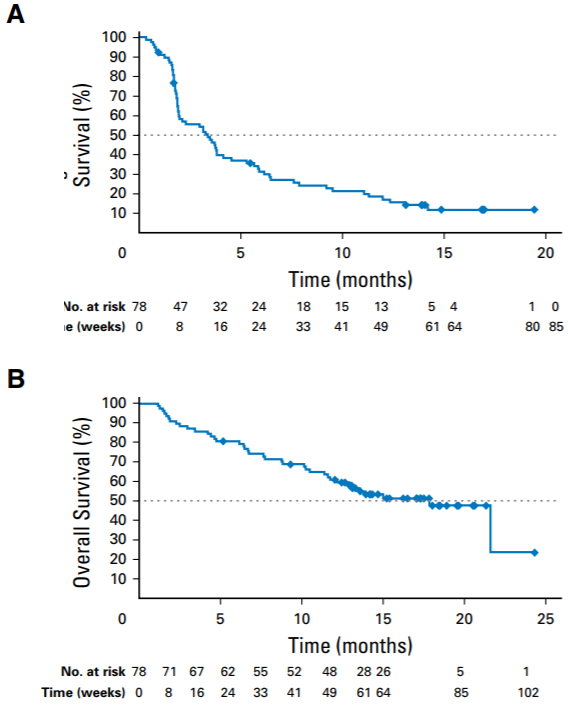 A
100
90
80
70
60
50
40
30
20
10
Survival (%)
0 5 10 15 20
Time (months)
No. at risk 78 47 32 24 18 15 13 5 4 1 0
e (weeks) 0 8 16 24 33 41 49 61 64 80 85
B
100
90
80
70
60
50
40
30
20
10
Overall Survival (%)
0 5 10 15 20 25
Time (months)
No. at risk 78 71 67 62 55 52 48 28 26 5 1
Time (weeks) 0 8 16 24 33 41 49 61 64 85 102